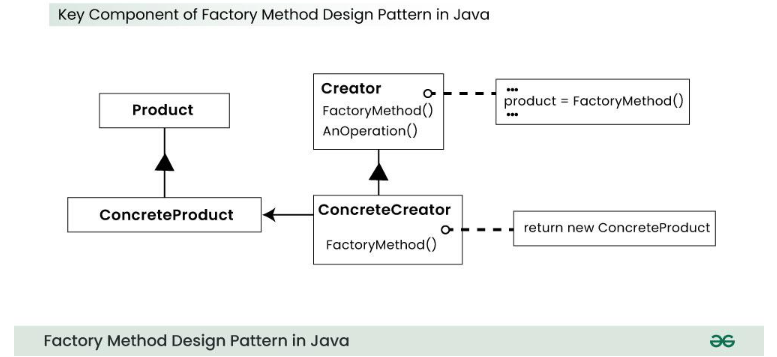 Key Component of Factory Method Design Pattern in Java
Creator
FactoryMethod()
AnOperation()
...
product = FactoryMethod()
...
Product
ConcreteProduct
ConcreteCreator
FactoryMethod()
return new ConcreteProduct
Factory Method Design Pattern in Java